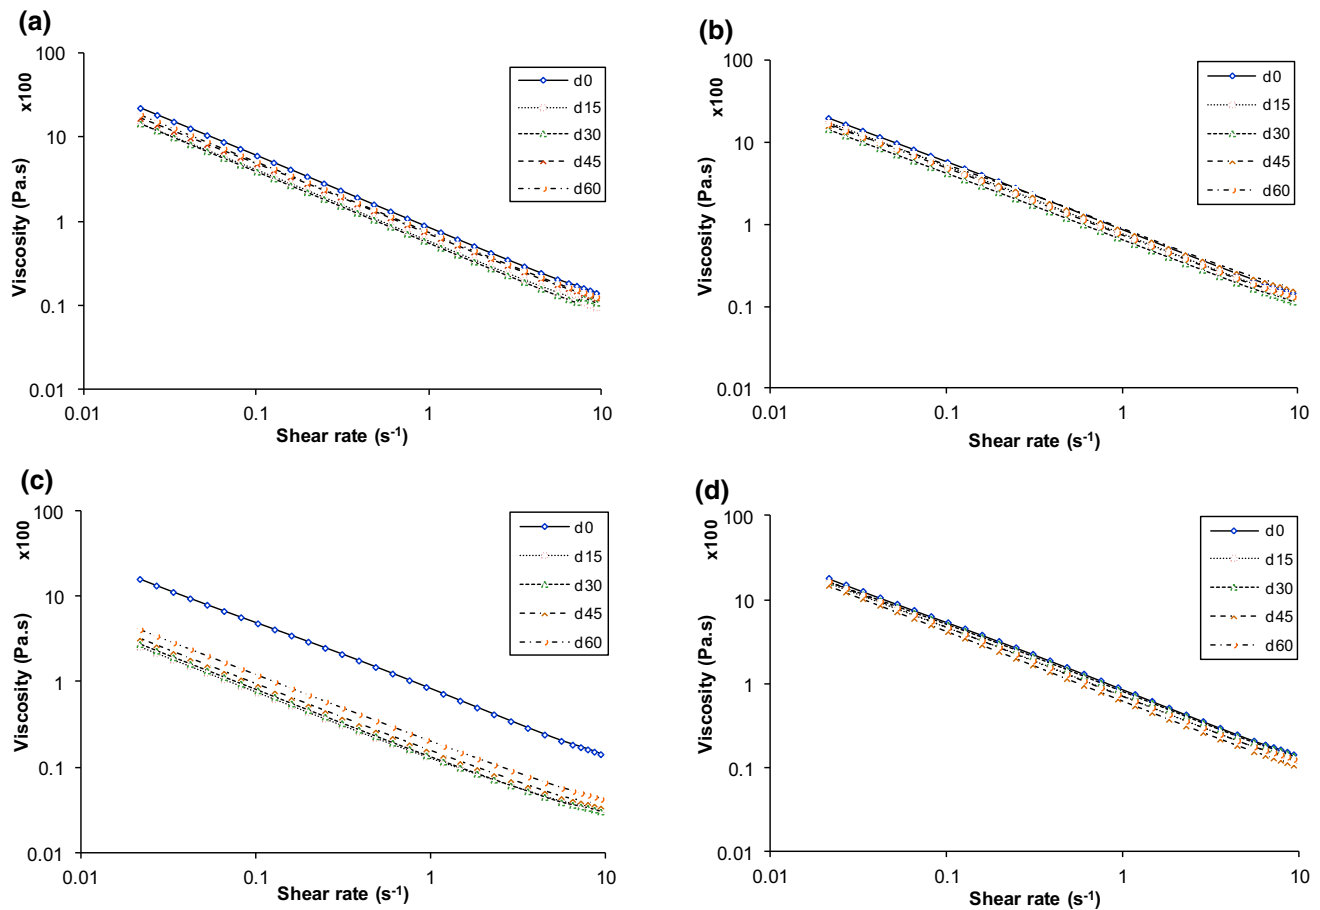 (a)
x100
Viscosity (Pa.s)
100
10
1
0.1
0.01
0.01 0.1 1 10
Shear rate (s-1)
d0
d15
d30
d45
d60
(b)
x100
Viscosity (Pa.s)
100
10
1
0.1
0.01
0.01 0.1 1 10
Shear rate (s-1)
d0
d15
d30
d45
d60
(c)
x100
Viscosity (Pa.s)
100
10
1
0.1
0.01
0.01 0.1 1 10
Shear rate (s-1)
d0
d15
d30
d45
d60
(d)
x100
Viscosity (Pa.s)
100
10
1
0.1
0.01
0.01 0.1 1 10
Shear rate (s-1)
d0
d15
d30
d45
d60